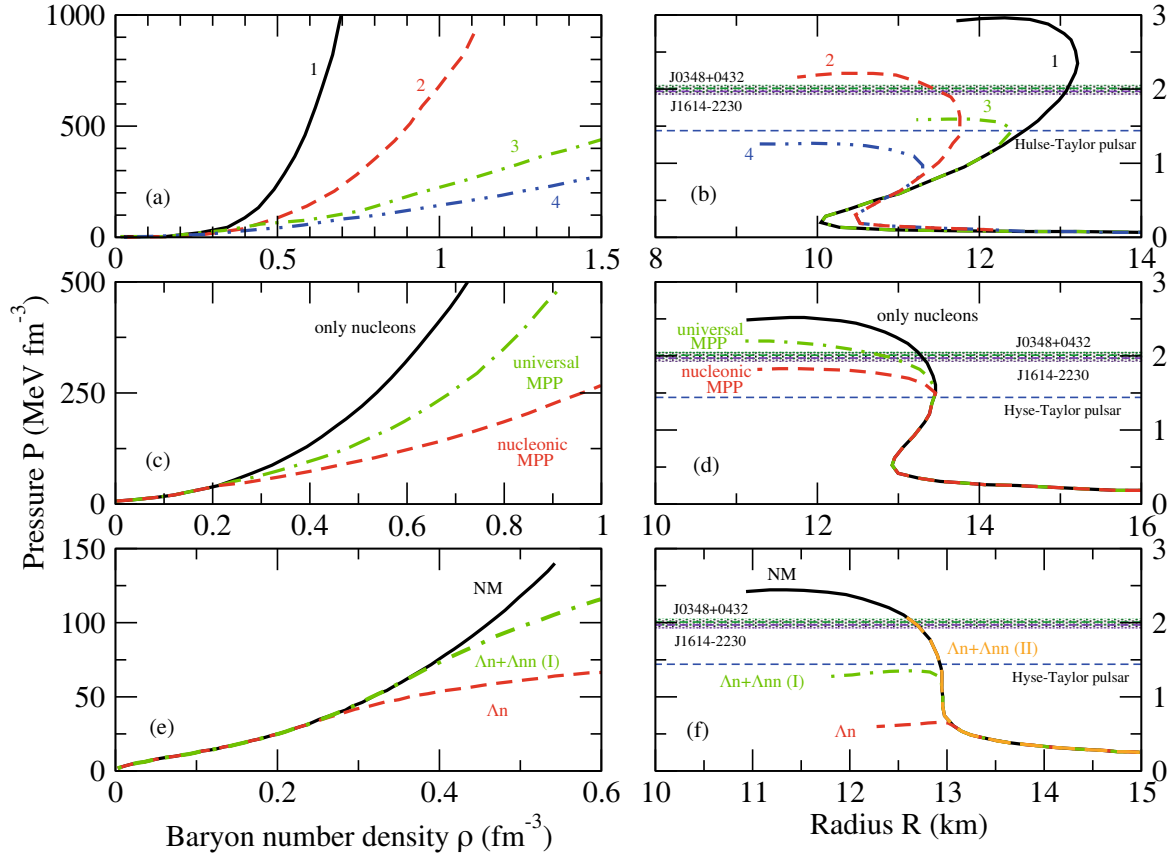 1000
500
0
0
0.5
1
1.5
1
2
3
4
(a)
8
10
12
14
0
1
2
3
J0348+0432
J1614-2230
Hulse-Taylor pulsar
1
2
3
4
(b)
500
250
0
0
0.2
0.4
0.6
0.8
1
only nucleons
universal
MPP
nucleonic
MPP
(c)
10
12
14
16
0
1
2
3
only nucleons
universal
MPP
nucleonic
MPP
J0348+0432
J1614-2230
Hyse-Taylor pulsar
(d)
150
100
50
0
0
0.2
0.4
0.6
NM
Λn+Λnn (I)
Λn
(e)
10
11
12
13
14
15
0
1
2
3
NM
J0348+0432
J1614-2230
Λn+Λnn (II)
Λn+Λnn (I)
Hyse-Taylor pulsar
Λn
(f)
Pressure P (MeV fm⁻³)
Baryon number density ρ (fm⁻³)
Radius R (km)